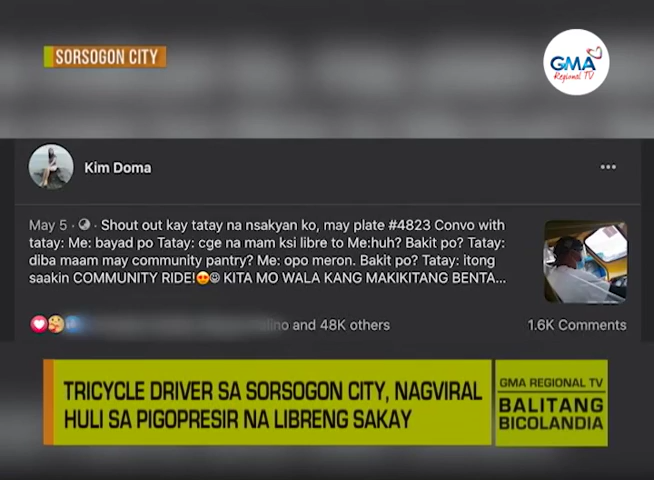 SORSOGON CITY
GMA
Regional TV
Kim Doma
May 5 · Shout out kay tatay na nsakyan ko, may plate #4823 Convo with
tatay: Me: bayad po Tatay: cge na mam ksi libre to Me:huh? Bakit po? Tatay:
diba maam may community pantry? Me: opo meron. Bakit po? Tatay: itong
saakin COMMUNITY RIDE!😍☺ KITA MO WALA KANG MAKIKITANG BENTA...
and 48K others
1.6K Comments
TRICYCLE DRIVER SA SORSOGON CITY, NAGVIRAL
HULI SA PIGOPRESIR NA LIBRENG SAKAY
GMA REGIONAL TV
BALITANG
BICOLANDIA